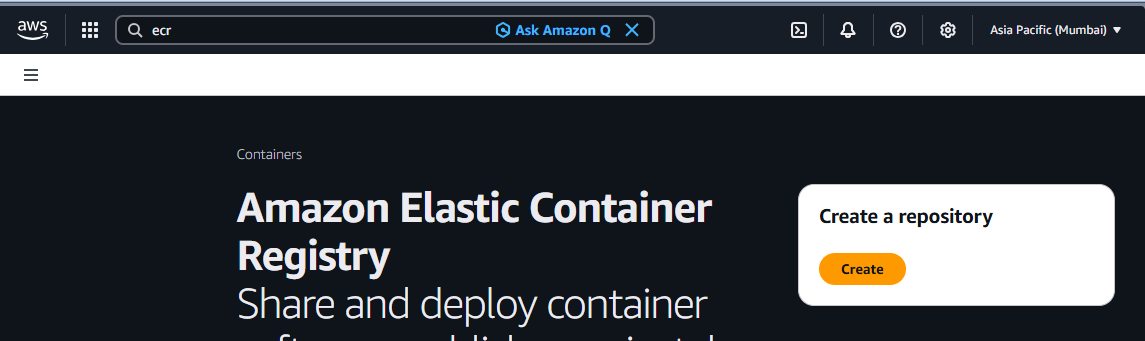 aws
ecr
Ask Amazon Q
Asia Pacific (Mumbai)
Containers
Amazon Elastic Container
Registry
Share and deploy container
Create a repository
Create